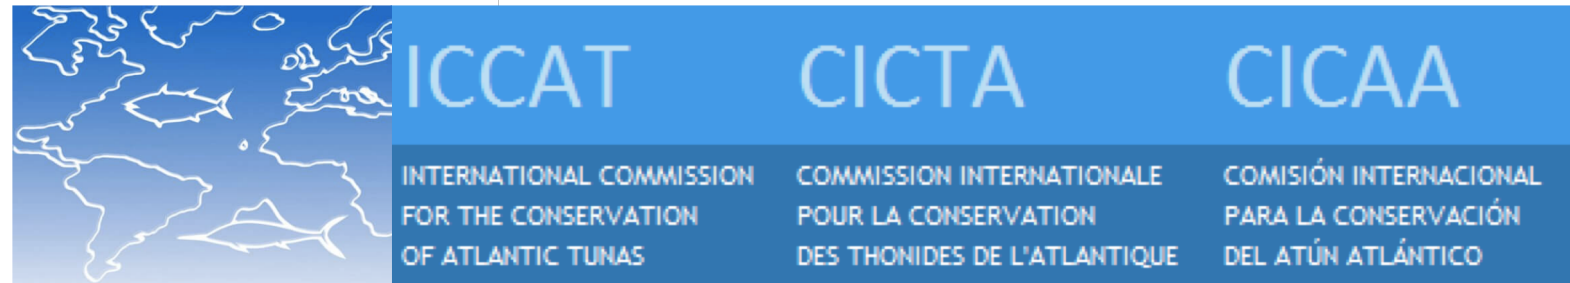 ICCAT
INTERNATIONAL COMMISSION
FOR THE CONSERVATION
OF ATLANTIC TUNAS
CICTA
COMMISSION INTERNATIONALE
POUR LA CONSERVATION
DES THONIDES DE L'ATLANTIQUE
CICAA
COMISIÓN INTERNACIONAL
PARA LA CONSERVACIÓN
DEL ATÚN ATLÁNTICO